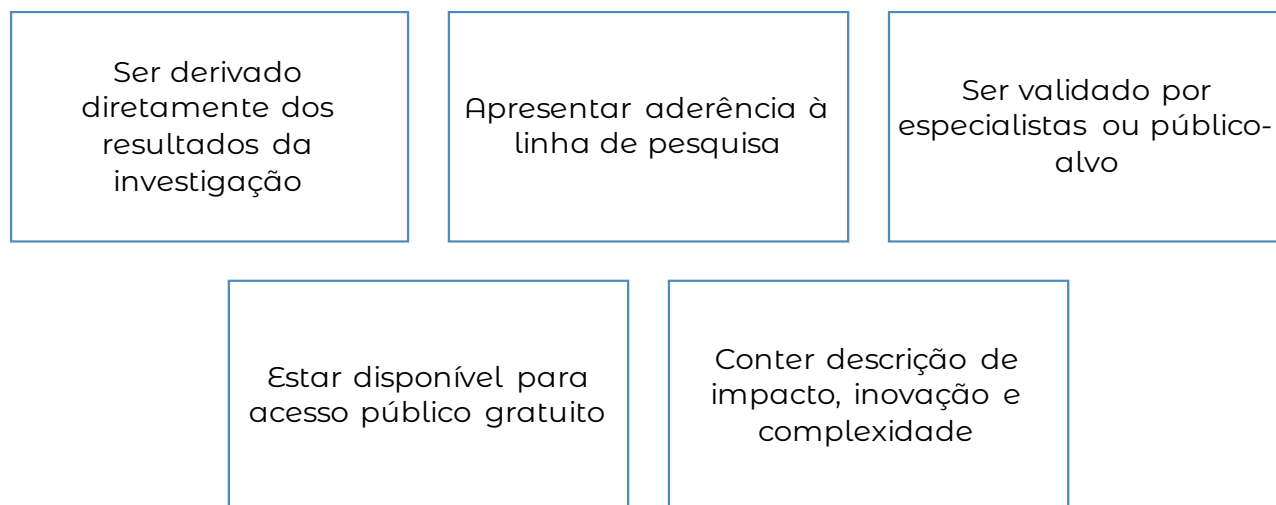 Ser derivado
diretamente dos
resultados da
investigação
Apresentar aderência à
linha de pesquisa
Ser validado por
especialistas ou público-
alvo
Estar disponível para
acesso público gratuito
Conter descrição de
impacto, inovação e
complexidade